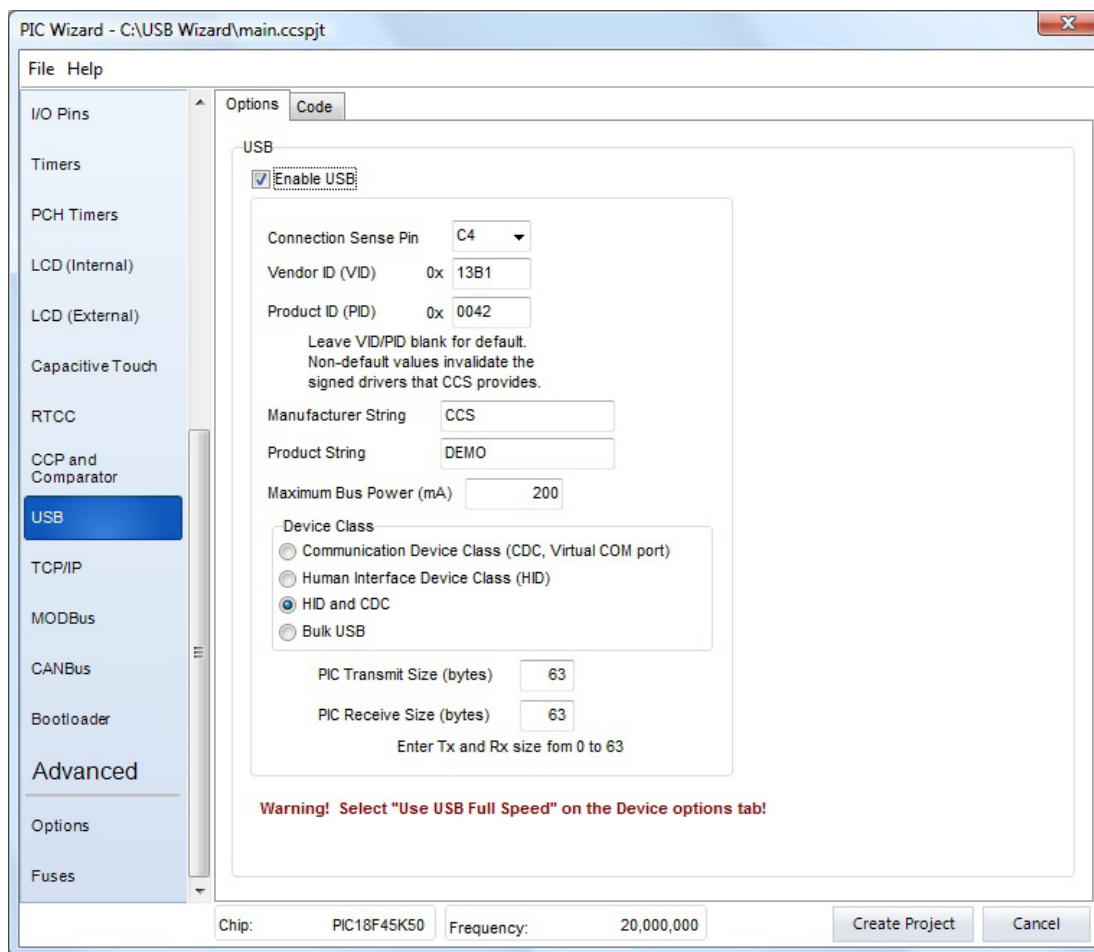 PIC Wizard - C:\USB Wizard\main.ccspjt
File Help
I/O Pins
Timers
PCH Timers
LCD (Internal)
LCD (External)
Capacitive Touch
RTCC
CCP and
Comparator
USB
TCP/IP
MODBus
CANBus
Bootloader
Advanced
Options
Fuses
Options Code
USB
Enable USB
Connection Sense Pin C4
Vendor ID (VID) 0x 13B1
Product ID (PID) 0x 0042
Leave VID/PID blank for default.
Non-default values invalidate the
signed drivers that CCS provides.
Manufacturer String CCS
Product String DEMO
Maximum Bus Power (mA) 200
Device Class
Communication Device Class (CDC, Virtual COM port)
Human Interface Device Class (HID)
HID and CDC
Bulk USB
PIC Transmit Size (bytes) 63
PIC Receive Size (bytes) 63
Enter Tx and Rx size fom 0 to 63
Warning! Select "Use USB Full Speed" on the Device options tab!
Chip: PIC18F45K50 Frequency: 20,000,000 Create Project Cancel